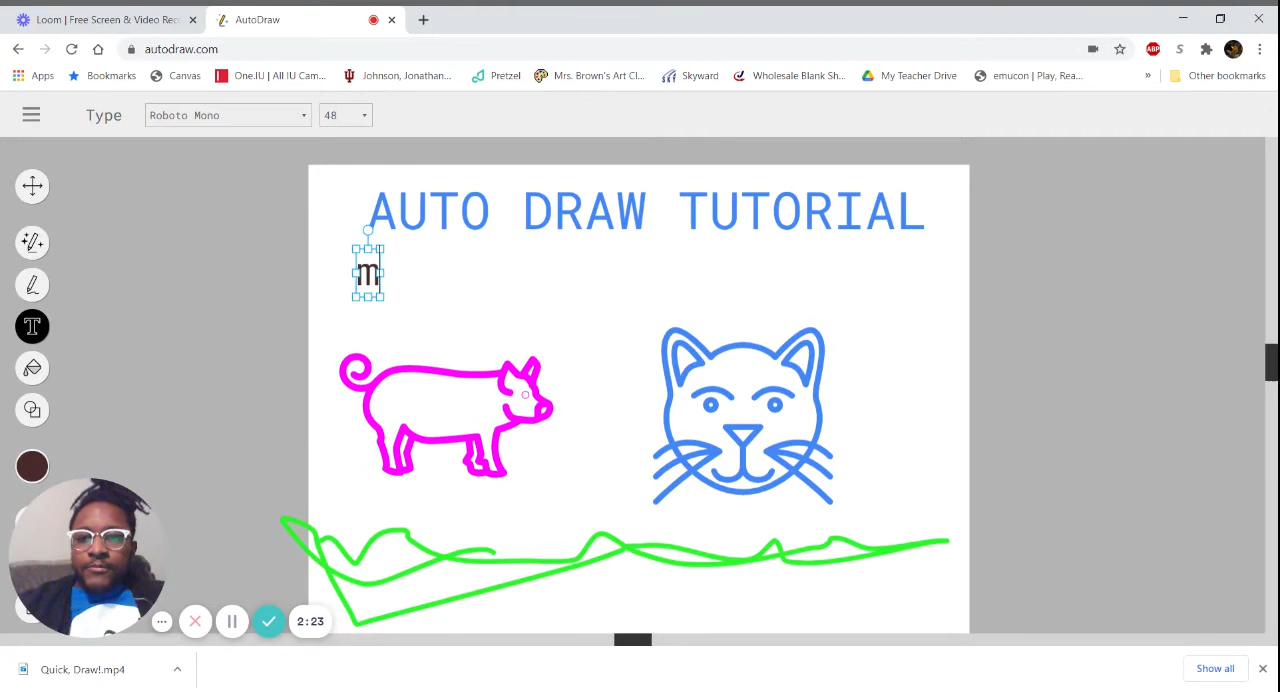 Loom | Free Screen & Video Rec
AutoDraw
autodraw.com
Apps
Bookmarks
Canvas
One.IU | All IU Cam...
Johnson, Jonathan...
Pretzel
Mrs. Brown's Art Cl...
Skyward
Wholesale Blank Sh...
My Teacher Drive
emucon | Play, Rea...
»
Other bookmarks
ABP
S
Type
Roboto Mono
48
AUTO DRAW TUTORIAL
m
T
2:23
Quick, Draw!.mp4
Show all